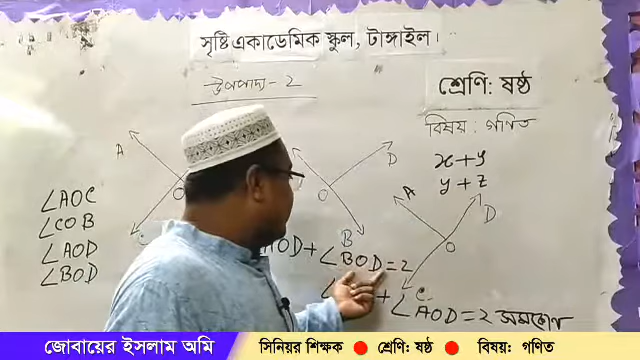 সৃষ্টি একাডেমিক স্কুল, টাঙ্গাইল।
উপপাদ্য - 2
শ্রেণি: ষষ্ঠ
বিষয়: গণিত
x+y
y+z
A
O
D
O
B
A
D
O
C
∠AOC
∠COB
∠AOD
∠BOD
AOD+∠BOD=2
+∠AOD=2 সমকোণ
জোবায়ের ইসলাম অমি
সিনিয়র শিক্ষক ● শ্রেণি: ষষ্ঠ ● বিষয়: গণিত